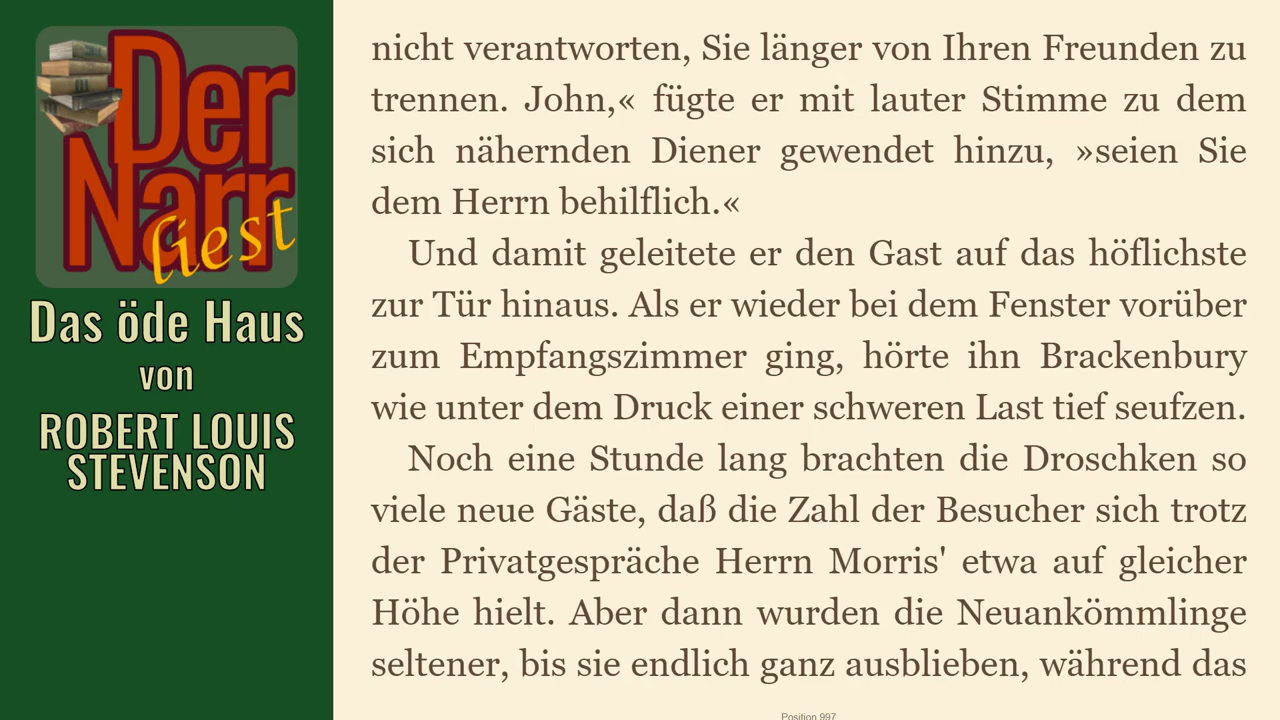 Der
Narr
liest
Das öde Haus
von
ROBERT LOUIS
STEVENSON
nicht verantworten, Sie länger von Ihren Freunden zu
trennen. John,« fügte er mit lauter Stimme zu dem
sich nähernden Diener gewendet hinzu, »seien Sie
dem Herrn behilflich.«
Und damit geleitete er den Gast auf das höflichste
zur Tür hinaus. Als er wieder bei dem Fenster vorüber
zum Empfangszimmer ging, hörte ihn Brackenbury
wie unter dem Druck einer schweren Last tief seufzen.
Noch eine Stunde lang brachten die Droschken so
viele neue Gäste, daß die Zahl der Besucher sich trotz
der Privatgespräche Herrn Morris' etwa auf gleicher
Höhe hielt. Aber dann wurden die Neuankömmlinge
seltener, bis sie endlich ganz ausblieben, während das
Position 997